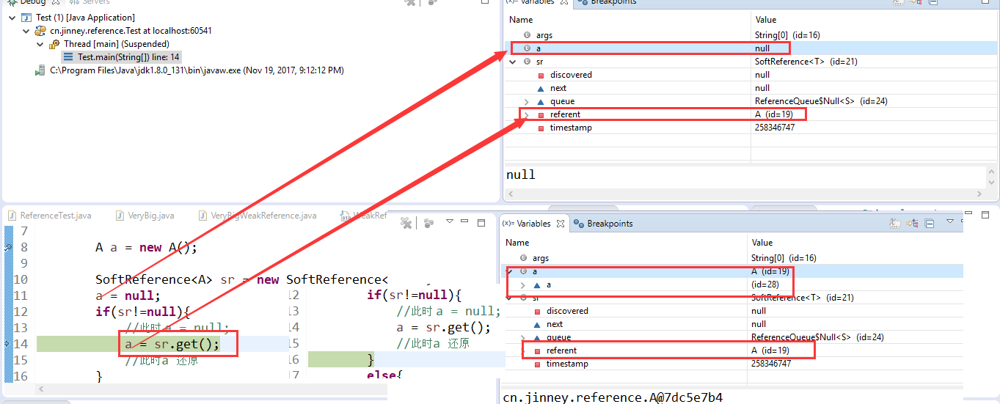 Debug Servers
Test (1) [Java Application]
cn.jinney.reference.Test at localhost:60541
Thread [main] (Suspended)
Test.main(String[]) line: 14
C:\Program Files\Java\jdk1.8.0_131\bin\javaw.exe (Nov 19, 2017, 9:12:12 PM)
(x)= Variables Breakpoints
Name Value
args String[0] (id=16)
a null
sr SoftReference<T> (id=21)
discovered null
next null
queue ReferenceQueue$Null<S> (id=24)
referent A (id=19)
timestamp 258346747
null
ReferenceTest.java VeryBig.java VeryBigWeakReference.java WeakRef
7
8 A a = new A();
9
10 SoftReference<A> sr = new SoftReference<
11 a = null;
12 if(sr!=null){
13 //此时 a = null;
14 a = sr.get();
15 //此时a 还原
16 }
12 if(sr!=null){
13 //此时 a = null;
14 a = sr.get();
15 //此时a 还原
16 }
17 else{
(x)= Variables Breakpoints
Name Value
args String[0] (id=16)
a A (id=19)
a (id=28)
sr SoftReference<T> (id=21)
discovered null
next null
queue ReferenceQueue$Null<S> (id=24)
referent A (id=19)
timestamp 258346747
cn.jinney.reference.A@7dc5e7b4